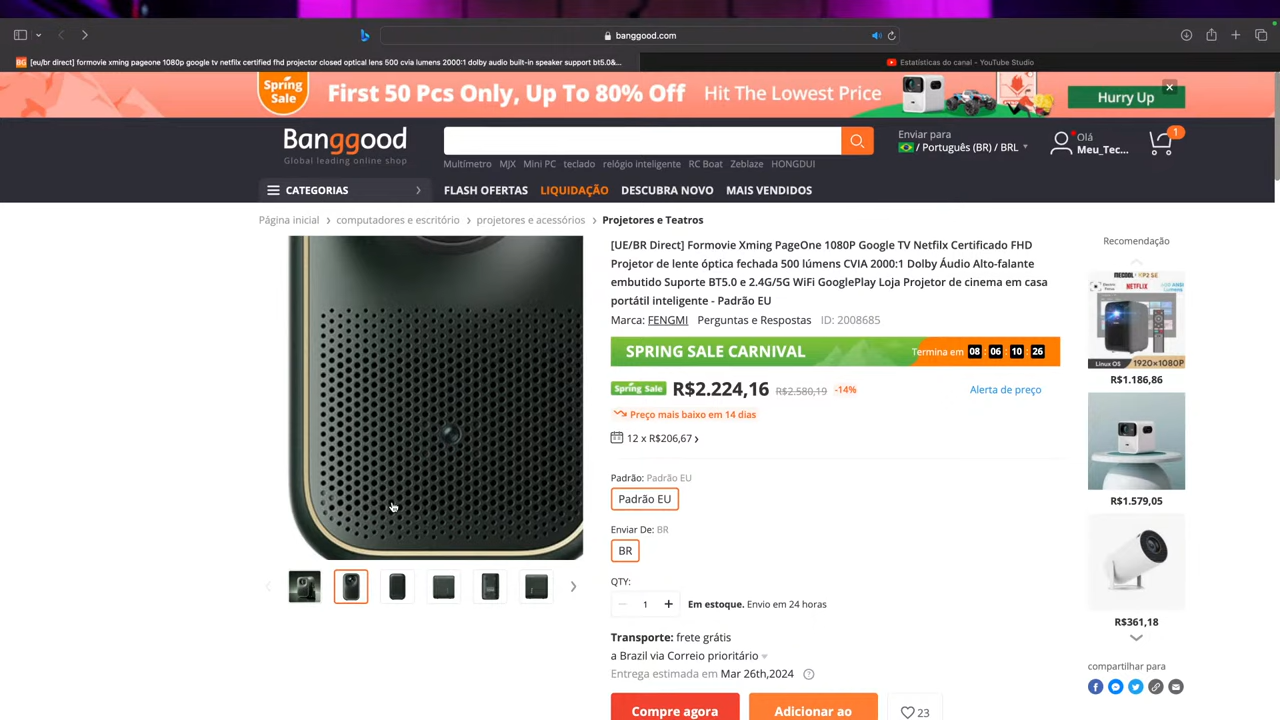 banggood.com
[eu/br direct] formovie xming pageone 1080p google tv netflix certified fhd projector closed optical lens 500 cvia lumens 2000:1 dolby audio built-in speaker support bt5.0&...
Estatísticas do canal - YouTube Studio
Spring Sale
First 50 Pcs Only, Up To 80% Off
Hit The Lowest Price
Hurry Up
Banggood
Global leading online shop
Enviar para
/ Português (BR) / BRL
Olá
Meu_Tec...
1
Multímetro MJX Mini PC teclado relógio inteligente RC Boat Zeblaze HONGDUI
CATEGORIAS
FLASH OFERTAS LIQUIDAÇÃO DESCUBRA NOVO MAIS VENDIDOS
Página inicial > computadores e escritório > projetores e acessórios > Projetores e Teatros
[UE/BR Direct] Formovie Xming PageOne 1080P Google TV Netfilx Certificado FHD
Projetor de lente óptica fechada 500 lúmens CVIA 2000:1 Dolby Áudio Alto-falante
embutido Suporte BT5.0 e 2.4G/5G WiFi GooglePlay Loja Projetor de cinema em casa
portátil inteligente - Padrão EU
Marca: FENGMI Perguntas e Respostas ID: 2008685
SPRING SALE CARNIVAL
Termina em 08 : 06 : 10 : 26
Spring Sale R$2.224,16 R$2.580,19 -14%
Alerta de preço
Preço mais baixo em 14 dias
12 x R$206,67 >
Padrão: Padrão EU
Padrão EU
Enviar De: BR
BR
QTY:
1
Em estoque. Envio em 24 horas
Transporte: frete grátis
a Brazil via Correio prioritário
Entrega estimada em Mar 26th,2024
Compre agora
Adicionar ao
23
Recomendação
MECOOL KP2 SE
NETFLIX
Linux OS 1920×1080P
R$1.186,86
R$1.579,05
R$361,18
compartilhar para